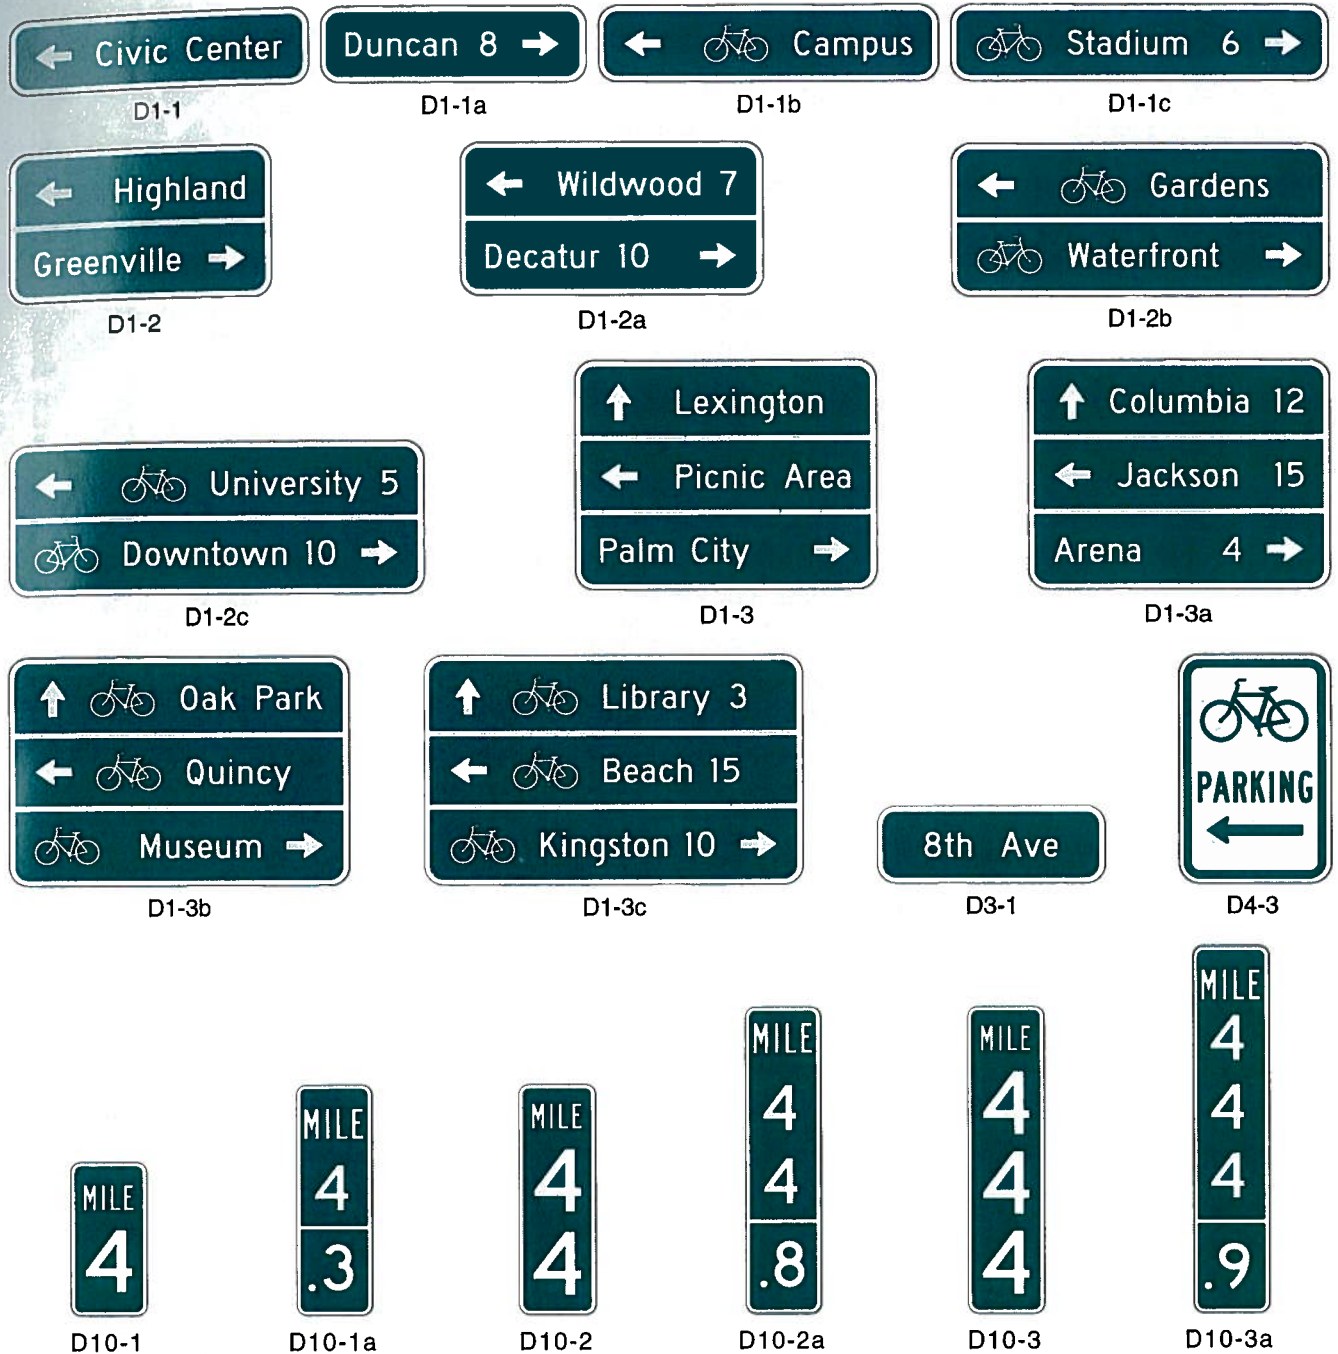 Civic Center
D1-1
Duncan 8
D1-1a
Campus
D1-1b
Stadium 6
D1-1c
Highland
Greenville
D1-2
Wildwood 7
Decatur 10
D1-2a
Gardens
Waterfront
D1-2b
University 5
Downtown 10
D1-2c
Lexington
Picnic Area
Palm City
D1-3
Columbia 12
Jackson 15
Arena 4
D1-3a
Oak Park
Quincy
Museum
D1-3b
Library 3
Beach 15
Kingston 10
D1-3c
8th Ave
D3-1
PARKING
D4-3
MILE
4
D10-1
MILE
4
.3
D10-1a
MILE
4
4
D10-2
MILE
4
4
.8
D10-2a
MILE
4
4
4
D10-3
MILE
4
4
4
.9
D10-3a